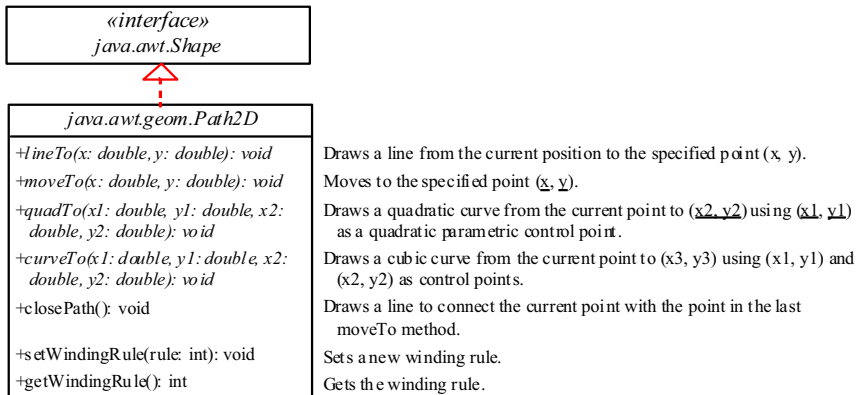 «interface»
java.awt.Shape
java.awt.geom.Path2D
+lineTo(x: double, y: double): void
Draws a line from the current position to the specified point (x, y).
+moveTo(x: double, y: double): void
Moves to the specified point (x, y).
+quadTo(x1: double, y1: double, x2:
double, y2: double): void
Draws a quadratic curve from the current point to (x2, y2) using (x1, y1)
as a quadratic parametric control point.
+curveTo(x1: double, y1: double, x2:
double, y2: double): void
Draws a cubic curve from the current point to (x3, y3) using (x1, y1) and
(x2, y2) as control points.
+closePath(): void
Draws a line to connect the current point with the point in the last
moveTo method.
+setWindingRule(rule: int): void
Sets a new winding rule.
+getWindingRule(): int
Gets the winding rule.